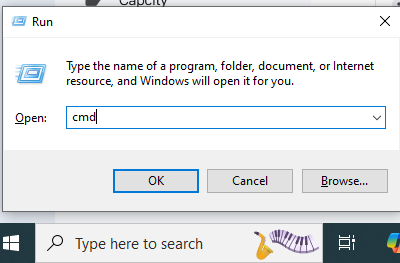 Capcity
Run
Type the name of a program, folder, document, or Internet
resource, and Windows will open it for you.
Open:
cmd
OK
Cancel
Browse...
Type here to search